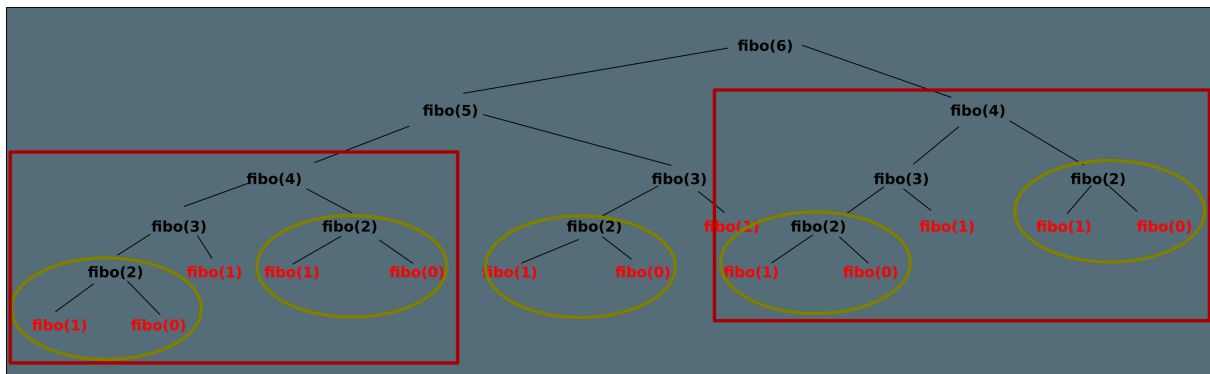 fibo(6)
fibo(5) fibo(4)
fibo(4) fibo(3) fibo(3) fibo(2)
fibo(3) fibo(2) fibo(2) fibo(1) fibo(2) fibo(1) fibo(1) fibo(0)
fibo(2) fibo(1) fibo(1) fibo(0) fibo(1) fibo(0) fibo(1) fibo(0)
fibo(1) fibo(0)